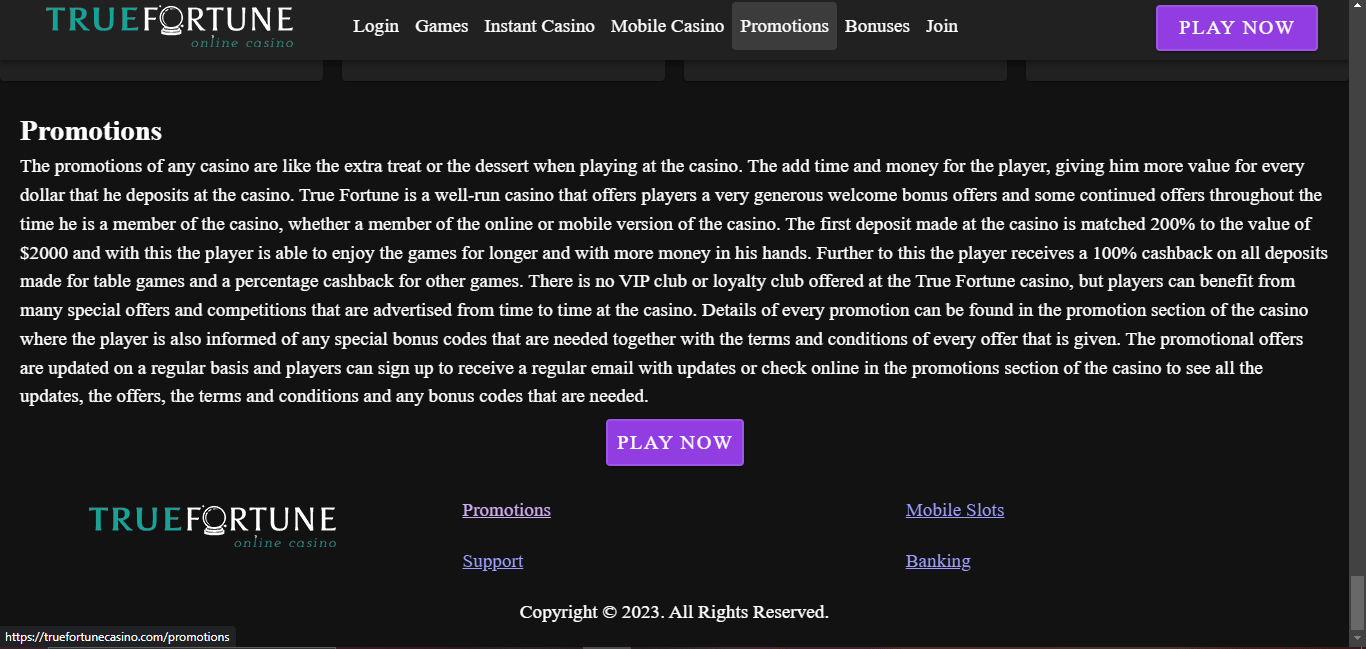 TRUEFORTUNE
online casino
Login Games Instant Casino Mobile Casino Promotions Bonuses Join
PLAY NOW
Promotions
The promotions of any casino are like the extra treat or the dessert when playing at the casino. The add time and money for the player, giving him more value for every
dollar that he deposits at the casino. True Fortune is a well-run casino that offers players a very generous welcome bonus offers and some continued offers throughout the
time he is a member of the casino, whether a member of the online or mobile version of the casino. The first deposit made at the casino is matched 200% to the value of
$2000 and with this the player is able to enjoy the games for longer and with more money in his hands. Further to this the player receives a 100% cashback on all deposits
made for table games and a percentage cashback for other games. There is no VIP club or loyalty club offered at the True Fortune casino, but players can benefit from
many special offers and competitions that are advertised from time to time at the casino. Details of every promotion can be found in the promotion section of the casino
where the player is also informed of any special bonus codes that are needed together with the terms and conditions of every offer that is given. The promotional offers
are updated on a regular basis and players can sign up to receive a regular email with updates or check online in the promotions section of the casino to see all the
updates, the offers, the terms and conditions and any bonus codes that are needed.
PLAY NOW
TRUEFORTUNE
online casino
Promotions
Mobile Slots
Support
Banking
Copyright © 2023. All Rights Reserved.
https://truefortunecasino.com/promotions